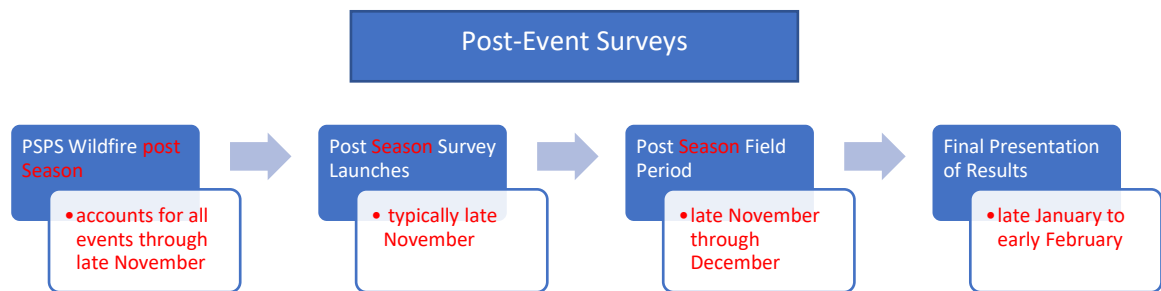 Post-Event Surveys
PSPS Wildfire post
Season
•accounts for all
events through
late November
Post Season Survey
Launches
• typically late
November
Post Season Field
Period
•late November
through
December
Final Presentation
of Results
•late January to
early February